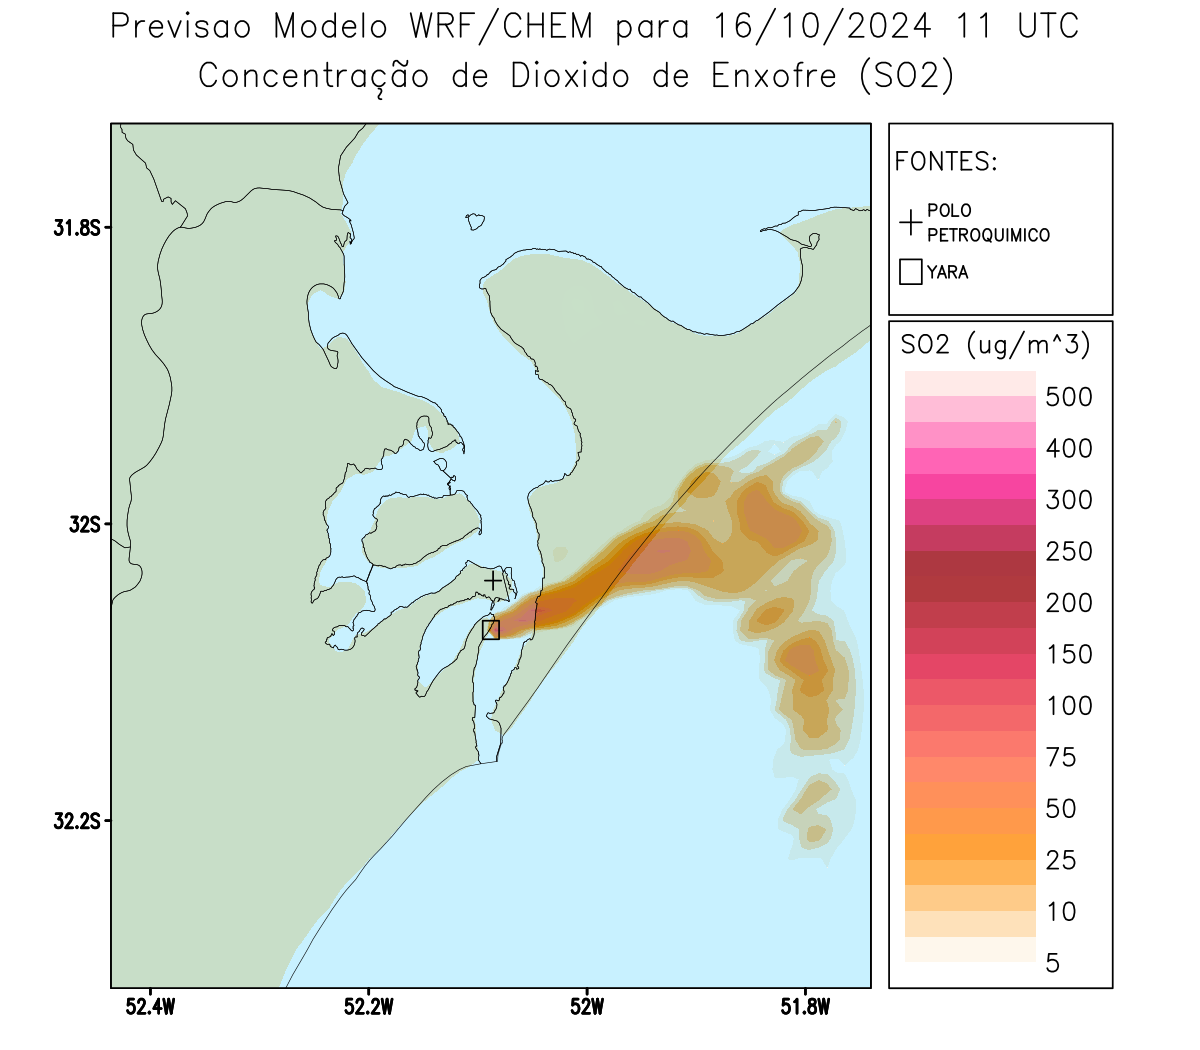 Previsao Modelo WRF/CHEM para 16/10/2024 11 UTC
Concentração de Dioxido de Enxofre (SO2)
FONTES:
POLO
PETROQUIMICO
YARA
SO2 (ug/m^3)
500
400
300
250
200
150
100
75
50
25
10
5
31.8S
32S
32.2S
52.4W
52.2W
52W
51.8W